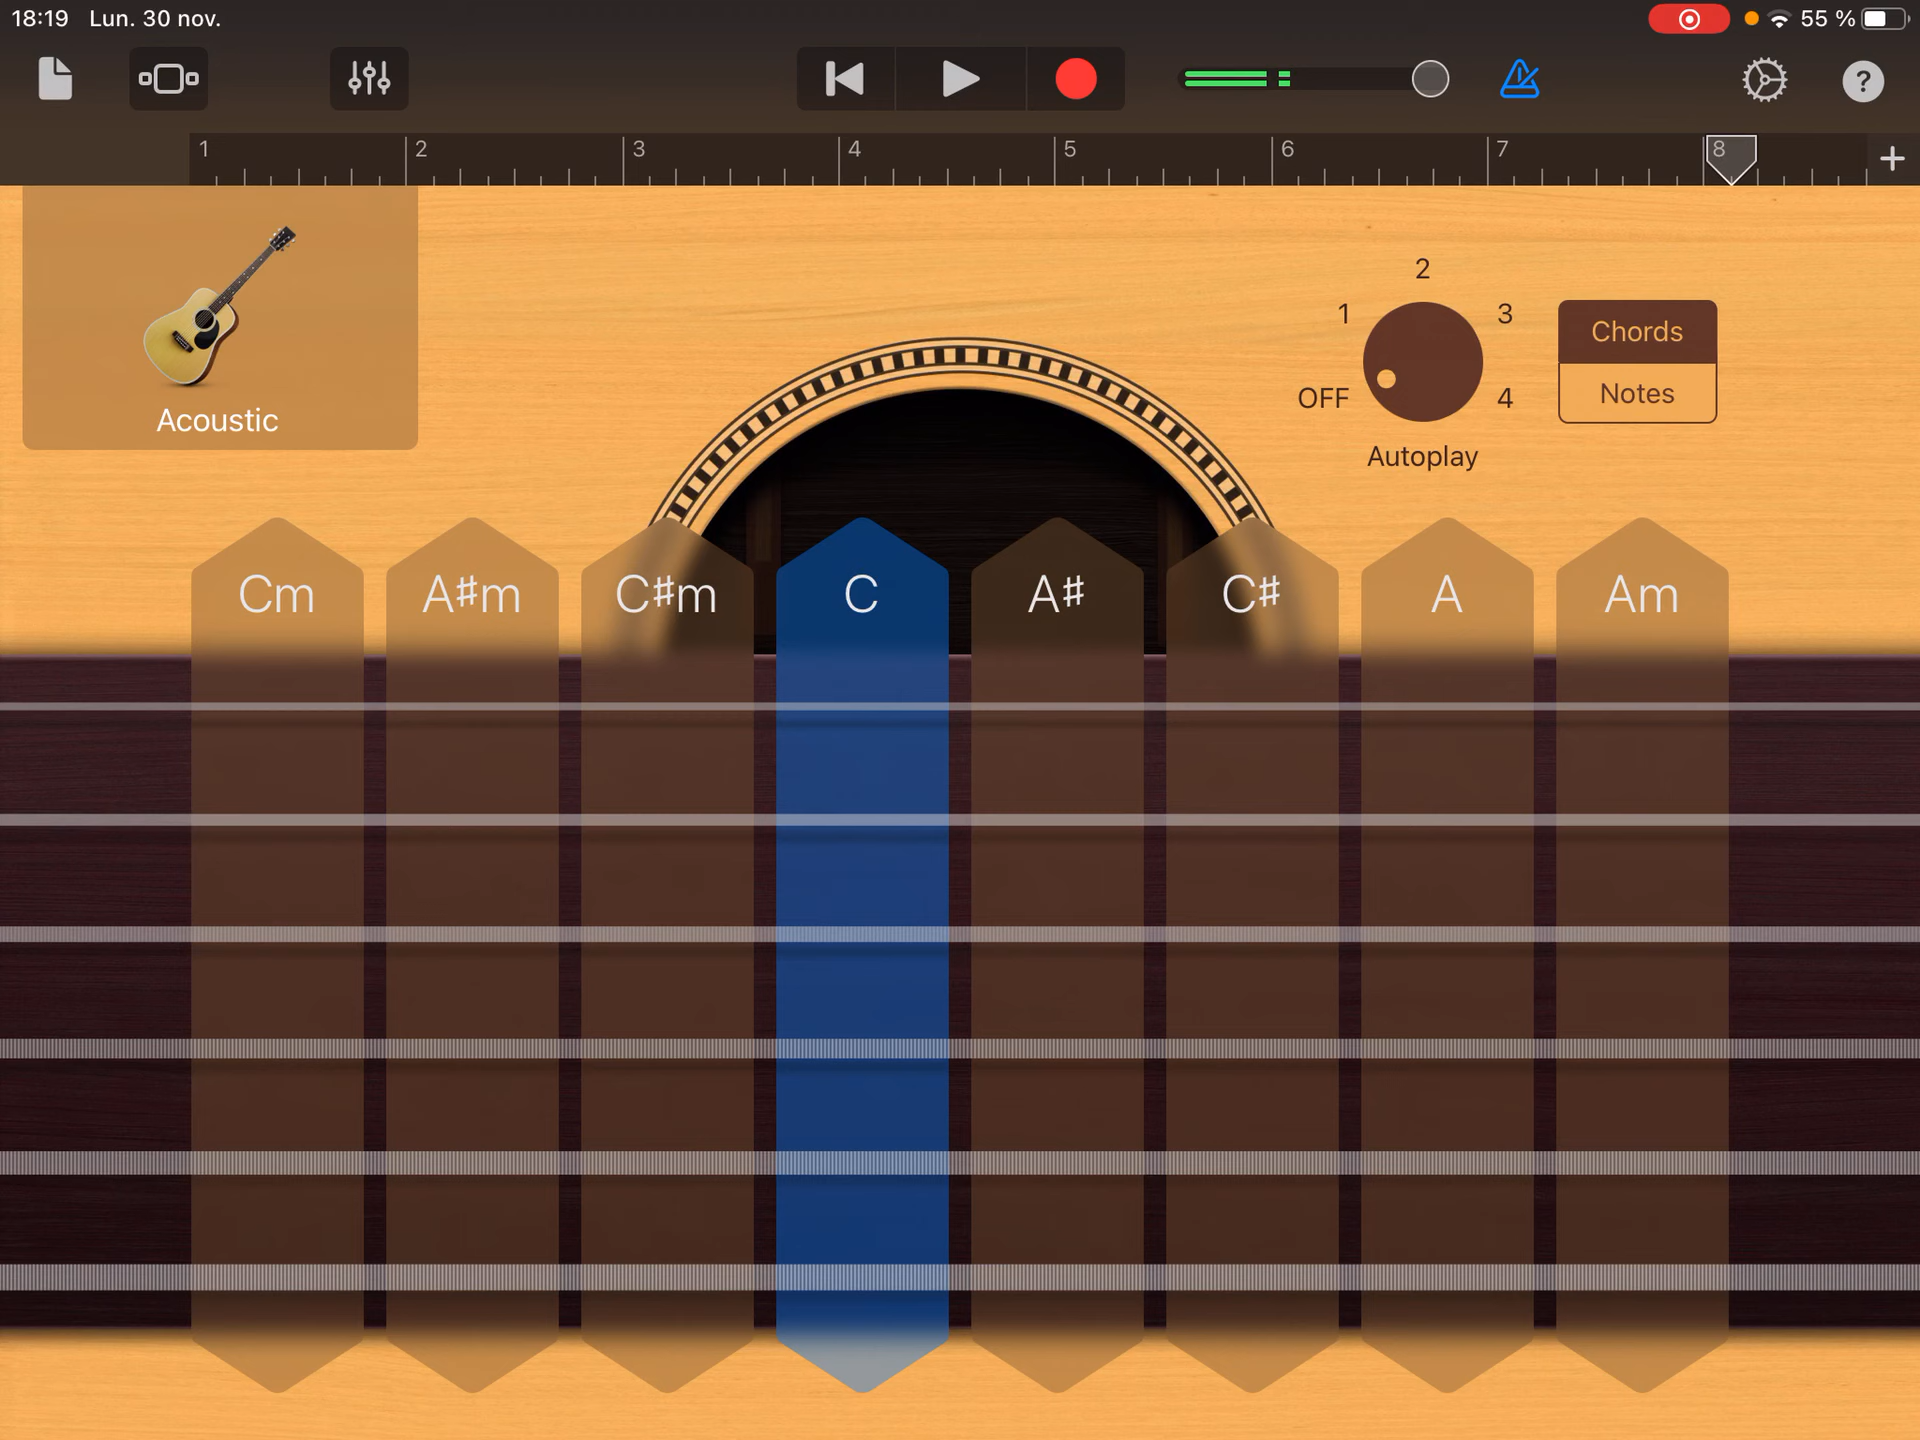 18:19 Lun. 30 nov.
55 %
?
1 2 3 4 5 6 7 8 +
Acoustic
2
1 3
OFF 4
Autoplay
Chords
Notes
Cm A♯m C♯m C A♯ C♯ A Am